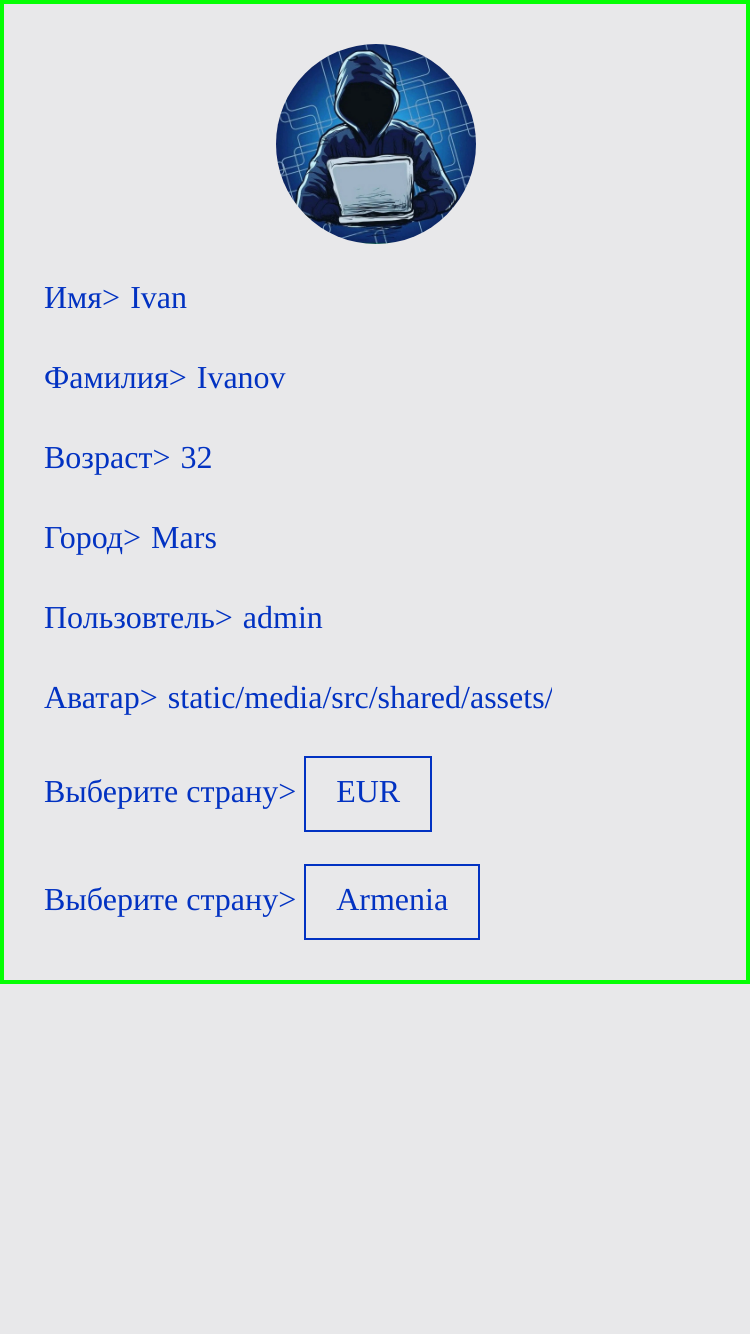 Имя> Ivan
Фамилия> Ivanov
Возраст> 32
Город> Mars
Пользовтель> admin
Аватар> static/media/src/shared/assets/
Выберите страну> EUR
Выберите страну> Armenia